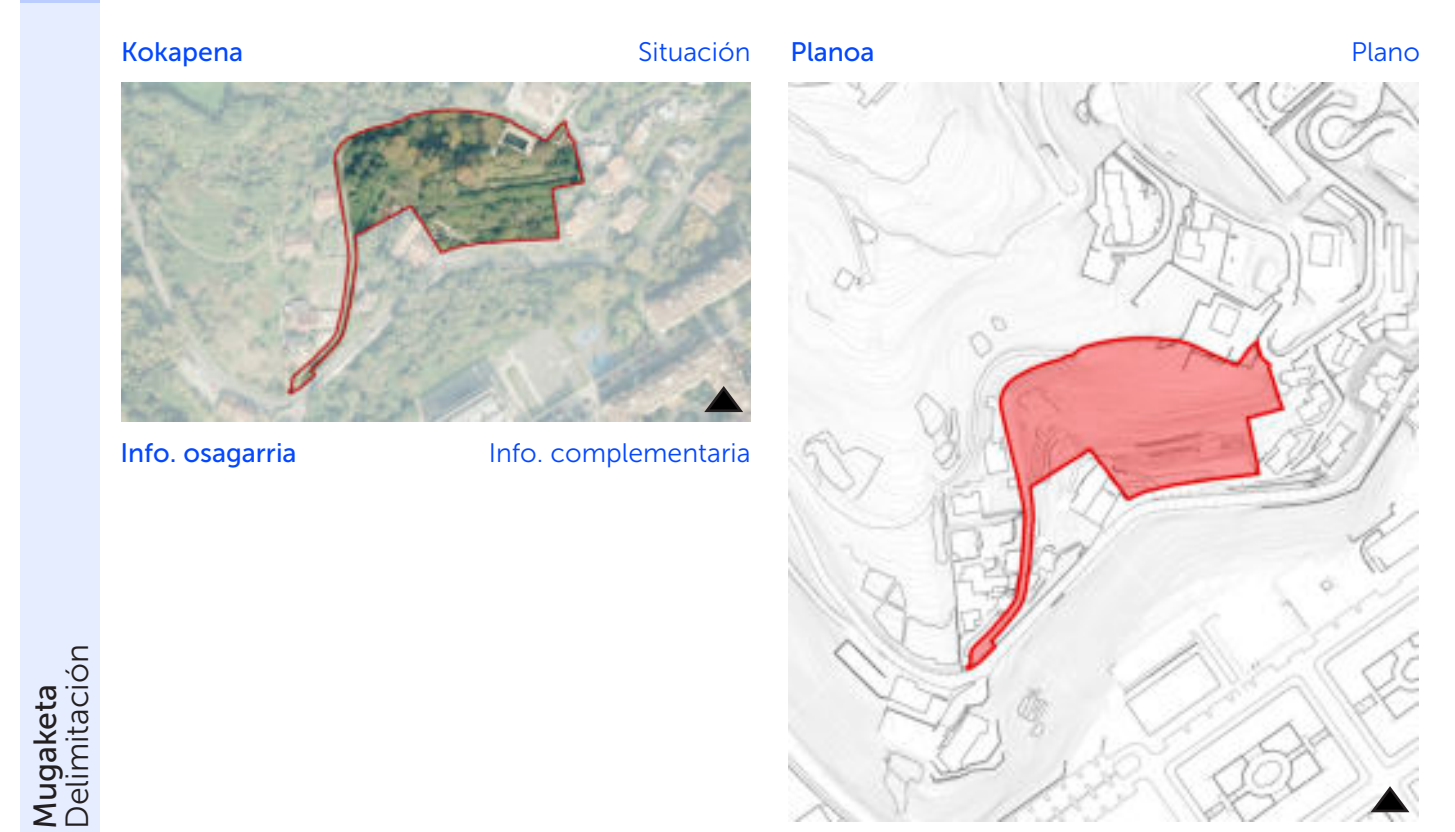 Kokapena Situación
Planoa Plano
Info. osagarria Info. complementaria
Mugaketa
Delimitación